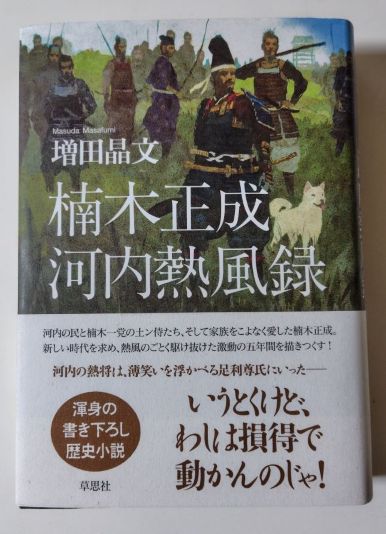 Masuda Masafumi
増田晶文
楠木正成
河内熱風録
河内の民と楠木一党の土ン侍たち、そして家族をこよなく愛した楠木正成。
新しい時代を求め、熱風のごとく駆け抜けた激動の五年間を描きつくす！
河内の熱将は、薄笑いを浮かべる足利尊氏にいった――
いうとくけど、
わしは損得で
動かんのじゃ！
渾身の
書き下ろし
歴史小説
草思社